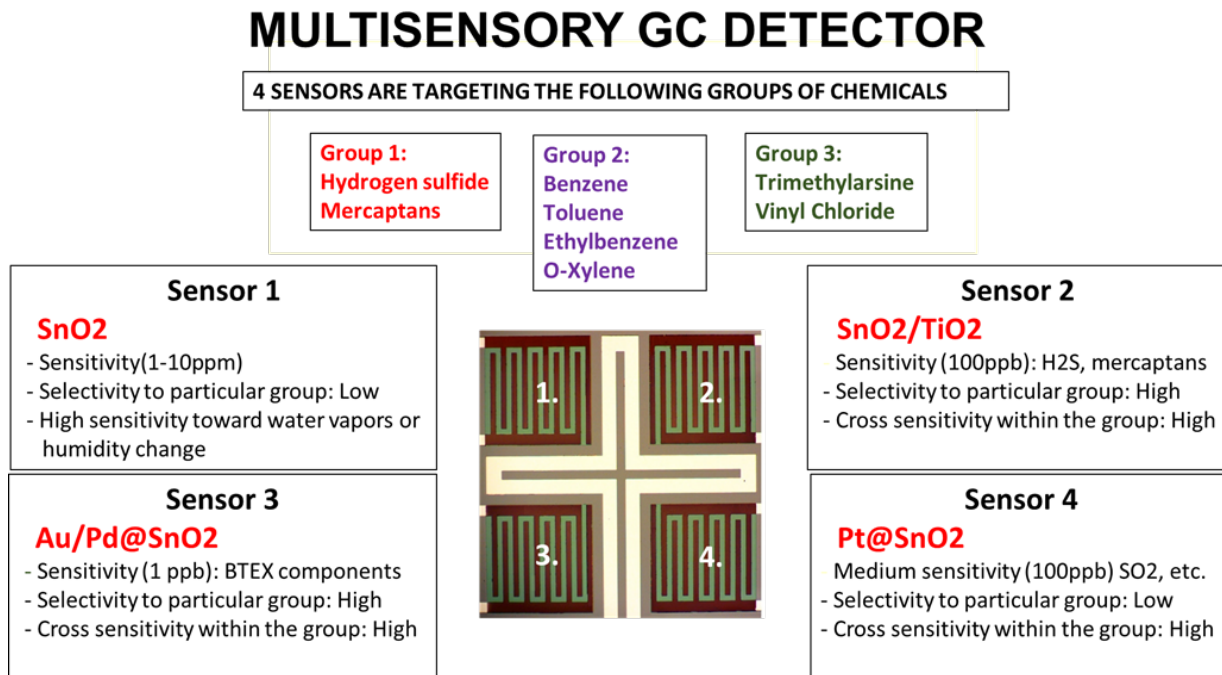 MULTISENSORY GC DETECTOR
4 SENSORS ARE TARGETING THE FOLLOWING GROUPS OF CHEMICALS
Group 1:
Hydrogen sulfide
Mercaptans
Group 2:
Benzene
Toluene
Ethylbenzene
O-Xylene
Group 3:
Trimethylarsine
Vinyl Chloride
Sensor 1
SnO2
- Sensitivity(1-10ppm)
- Selectivity to particular group: Low
- High sensitivity toward water vapors or
humidity change
Sensor 2
SnO2/TiO2
Sensitivity (100ppb): H2S, mercaptans
- Selectivity to particular group: High
- Cross sensitivity within the group: High
1.
2.
3.
4.
Sensor 3
Au/Pd@SnO2
- Sensitivity (1 ppb): BTEX components
- Selectivity to particular group: High
- Cross sensitivity within the group: High
Sensor 4
Pt@SnO2
Medium sensitivity (100ppb) SO2, etc.
- Selectivity to particular group: Low
- Cross sensitivity within the group: High